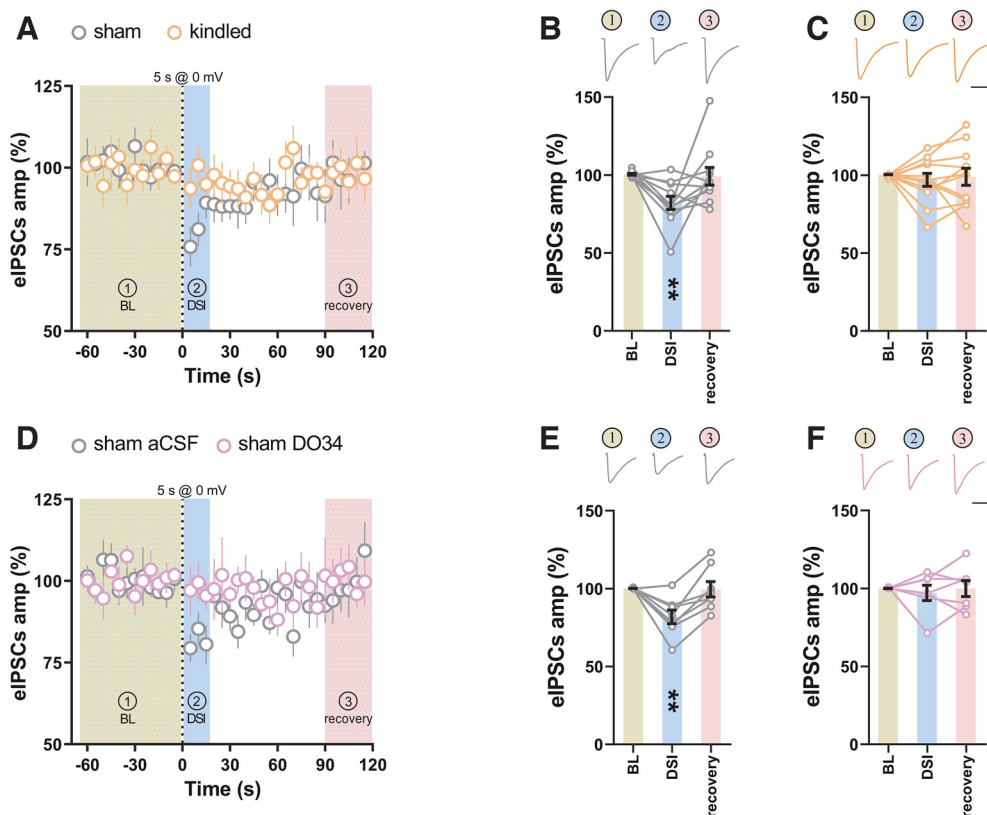 A
sham kindled
5 s @ 0 mV
eIPSCs amp (%)
125
100
75
50
1
BL
2
DSI
3
recovery
-60 -30 0 30 60 90 120
Time (s)
B
1 2 3
eIPSCs amp (%)
150
100
50
0
**
BL
DSI
recovery
C
1 2 3
eIPSCs amp (%)
150
100
50
0
BL
DSI
recovery
D
sham aCSF sham DO34
5 s @ 0 mV
eIPSCs amp (%)
125
100
75
50
1
BL
2
DSI
3
recovery
-60 -30 0 30 60 90 120
Time (s)
E
1 2 3
eIPSCs amp (%)
150
100
50
0
**
BL
DSI
recovery
F
1 2 3
eIPSCs amp (%)
150
100
50
0
BL
DSI
recovery